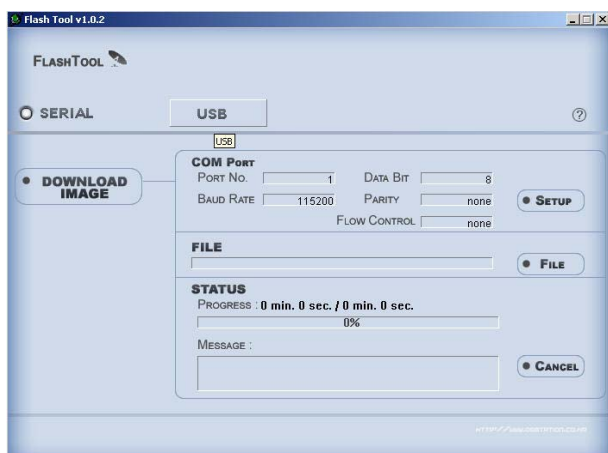 Flash Tool v1.0.2
FLASHTOOL
SERIAL
USB
?
USB
DOWNLOAD IMAGE
COM PORT
PORT NO. 1 DATA BIT 8
BAUD RATE 115200 PARITY none
FLOW CONTROL none
SETUP
FILE
FILE
STATUS
PROGRESS : 0 min. 0 sec. / 0 min. 0 sec.
0%
MESSAGE :
CANCEL